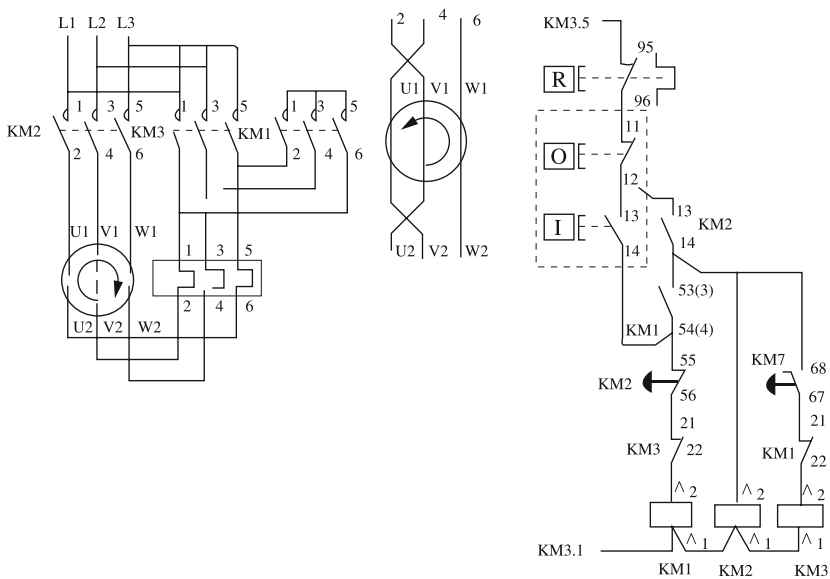 L1 L2 L3
1 3 5 1 3 5 1 3 5
KM2 KM3 KM1
2 4 6 2 4 6
U1 V1 W1
1 3 5
2 4 6
U2 V2 W2
2 4 6
U1 V1 W1
U2 V2 W2
KM3.5
95
R
96
11
O
12
13
I
14
13
KM2
14
53(3)
KM1 54(4)
55
KM2
56
21
KM3 22
KM7 68
67
21
KM1
22
^2 ^2 ^2
KM3.1 ^1 ^1 ^1
KM1 KM2 KM3